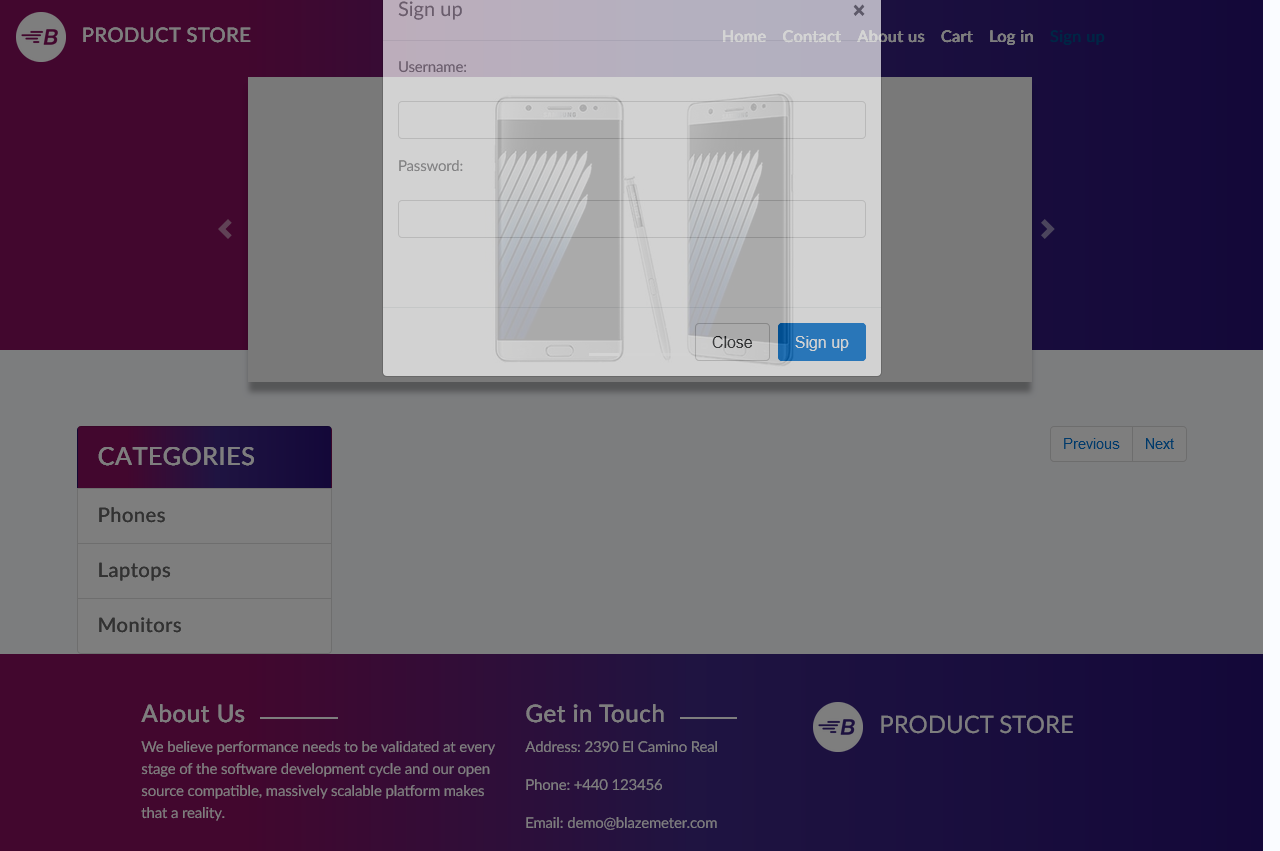 Sign up ×
B PRODUCT STORE
Home Contact About us Cart Log in Sign up
Username:
Password:
Close Sign up
CATEGORIES
Previous Next
Phones
Laptops
Monitors
About Us
We believe performance needs to be validated at every
stage of the software development cycle and our open
source compatible, massively scalable platform makes
that a reality.
Get in Touch
Address: 2390 El Camino Real
Phone: +440 123456
Email: demo@blazemeter.com
B PRODUCT STORE